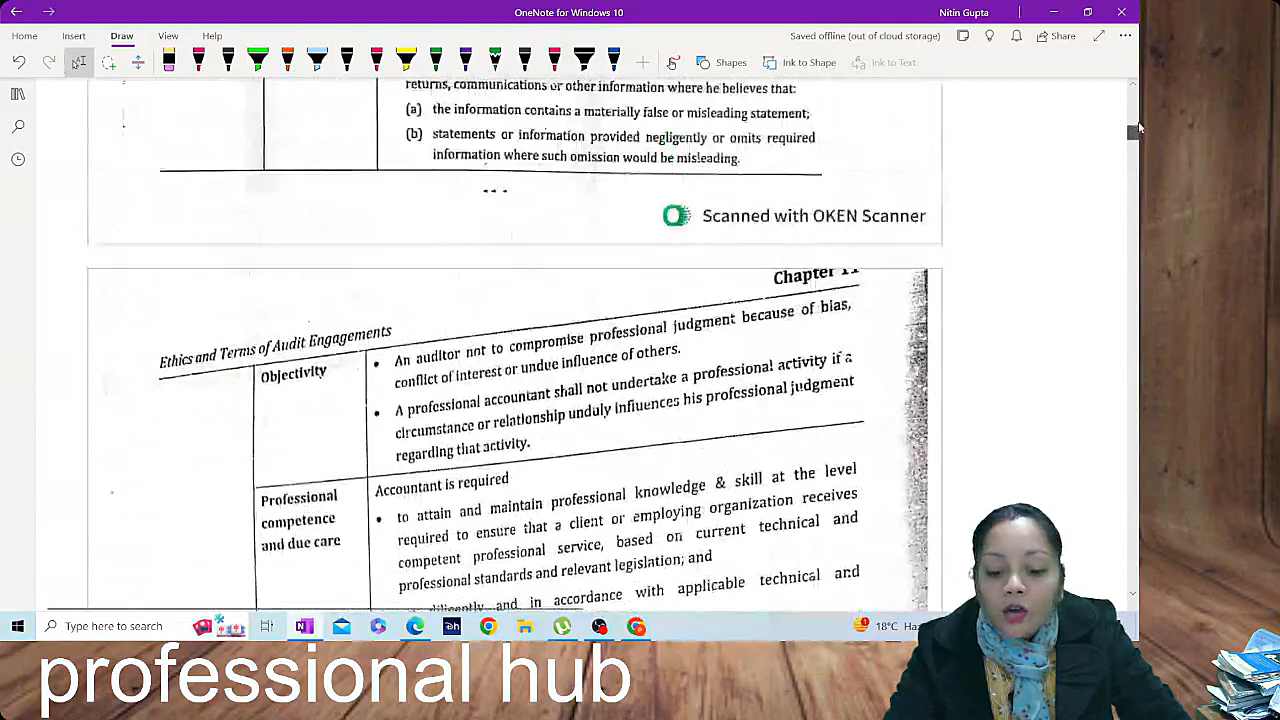 OneNote for Windows 10
Nitin Gupta
Home Insert Draw View Help
Saved offline (out of cloud storage)
Share
Shapes
Ink to Shape
Ink to Text
returns, communications or other information where he believes that:
(a) the information contains a materially false or misleading statement;
(b) statements or information provided negligently or omits required
information where such omission would be misleading.
Scanned with OKEN Scanner
Chapter 11
Ethics and Terms of Audit Engagements
Objectivity
• An auditor not to compromise professional judgment because of bias,
conflict of interest or undue influence of others.
• A professional accountant shall not undertake a professional activity if a
circumstance or relationship unduly influences his professional judgment
regarding that activity.
Professional
competence
and due care
Accountant is required
• to attain and maintain professional knowledge & skill at the level
required to ensure that a client or employing organization receives
competent professional service, based on current technical and
professional standards and relevant legislation; and
diligently and in accordance with applicable technical and
Type here to search
18°C
professional hub